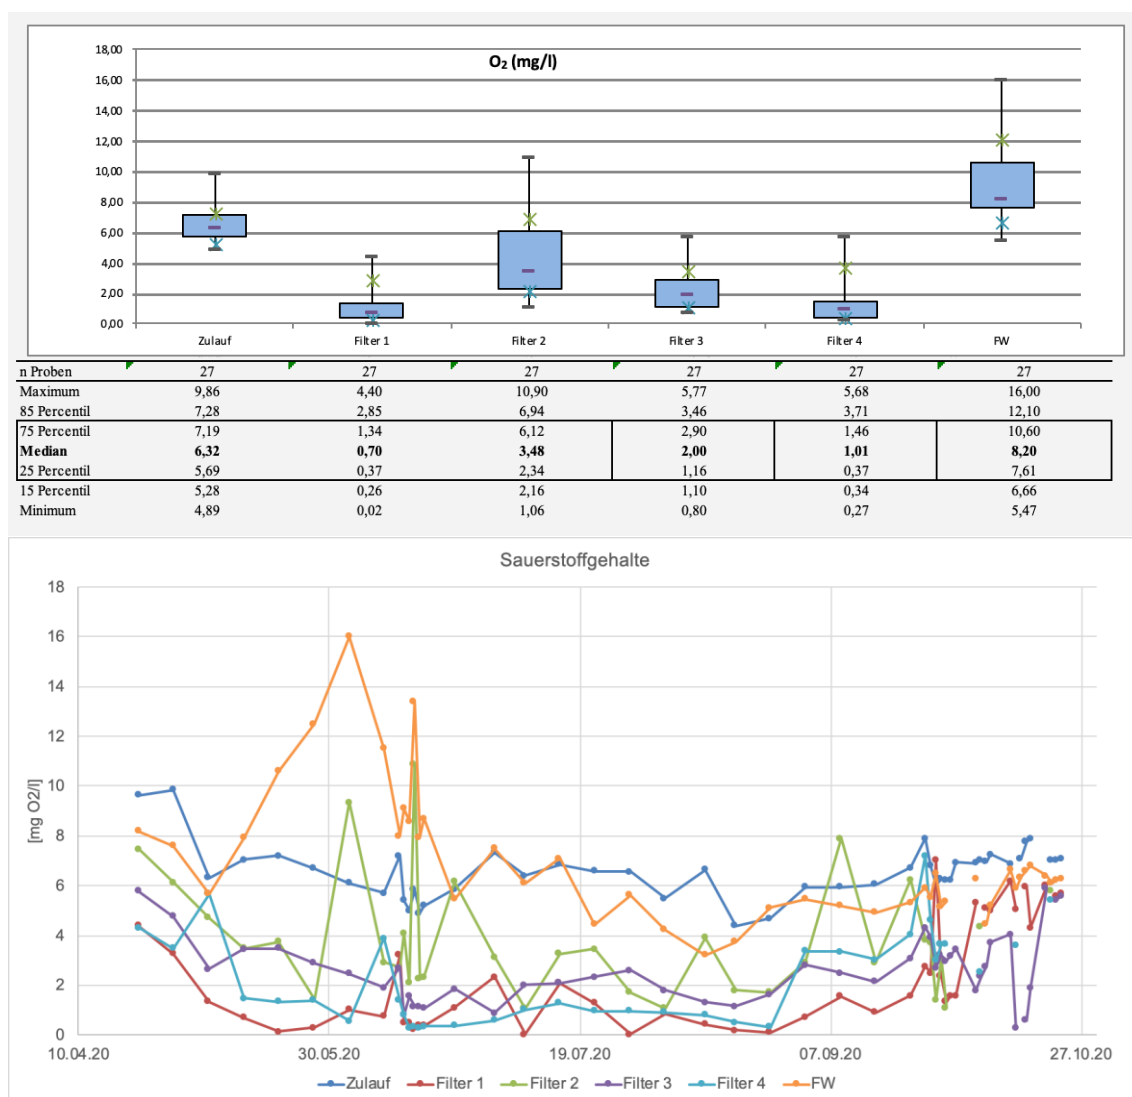 O₂ (mg/l)
18,00
16,00
14,00
12,00
10,00
8,00
6,00
4,00
2,00
0,00
Zulauf Filter 1 Filter 2 Filter 3 Filter 4 FW
n Proben 27 27 27 27 27 27
Maximum 9,86 4,40 10,90 5,77 5,68 16,00
85 Percentil 7,28 2,85 6,94 3,46 3,71 12,10
75 Percentil 7,19 1,34 6,12 2,90 1,46 10,60
Median 6,32 0,70 3,48 2,00 1,01 8,20
25 Percentil 5,69 0,37 2,34 1,16 0,37 7,61
15 Percentil 5,28 0,26 2,16 1,10 0,34 6,66
Minimum 4,89 0,02 1,06 0,80 0,27 5,47
Sauerstoffgehalte
[mg O2/l]
18
16
14
12
10
8
6
4
2
0
10.04.20 30.05.20 19.07.20 07.09.20 27.10.20
Zulauf Filter 1 Filter 2 Filter 3 Filter 4 FW